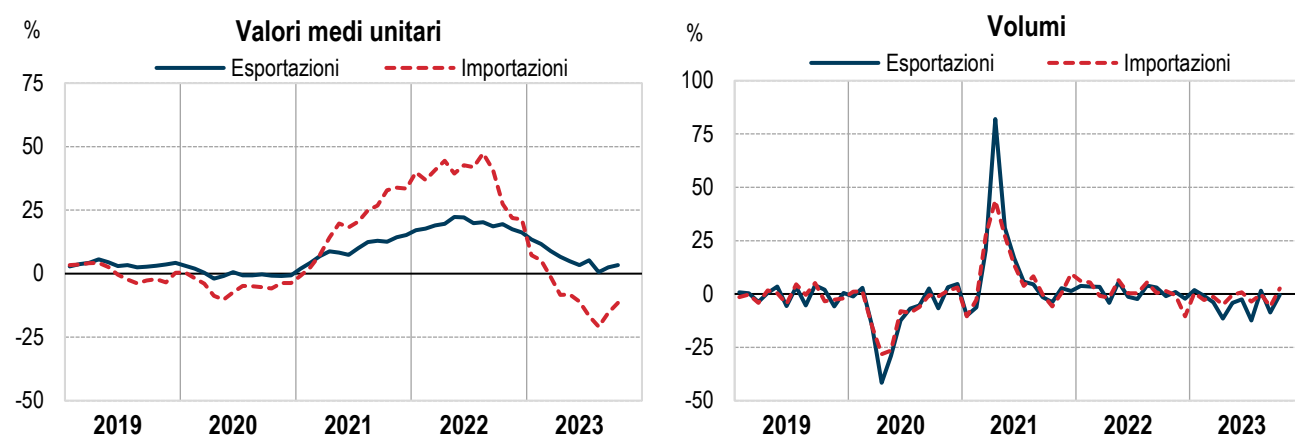 % Valori medi unitari
Esportazioni Importazioni
75
50
25
0
-25
-50
2019 2020 2021 2022 2023
% Volumi
Esportazioni Importazioni
100
75
50
25
0
-25
-50
2019 2020 2021 2022 2023